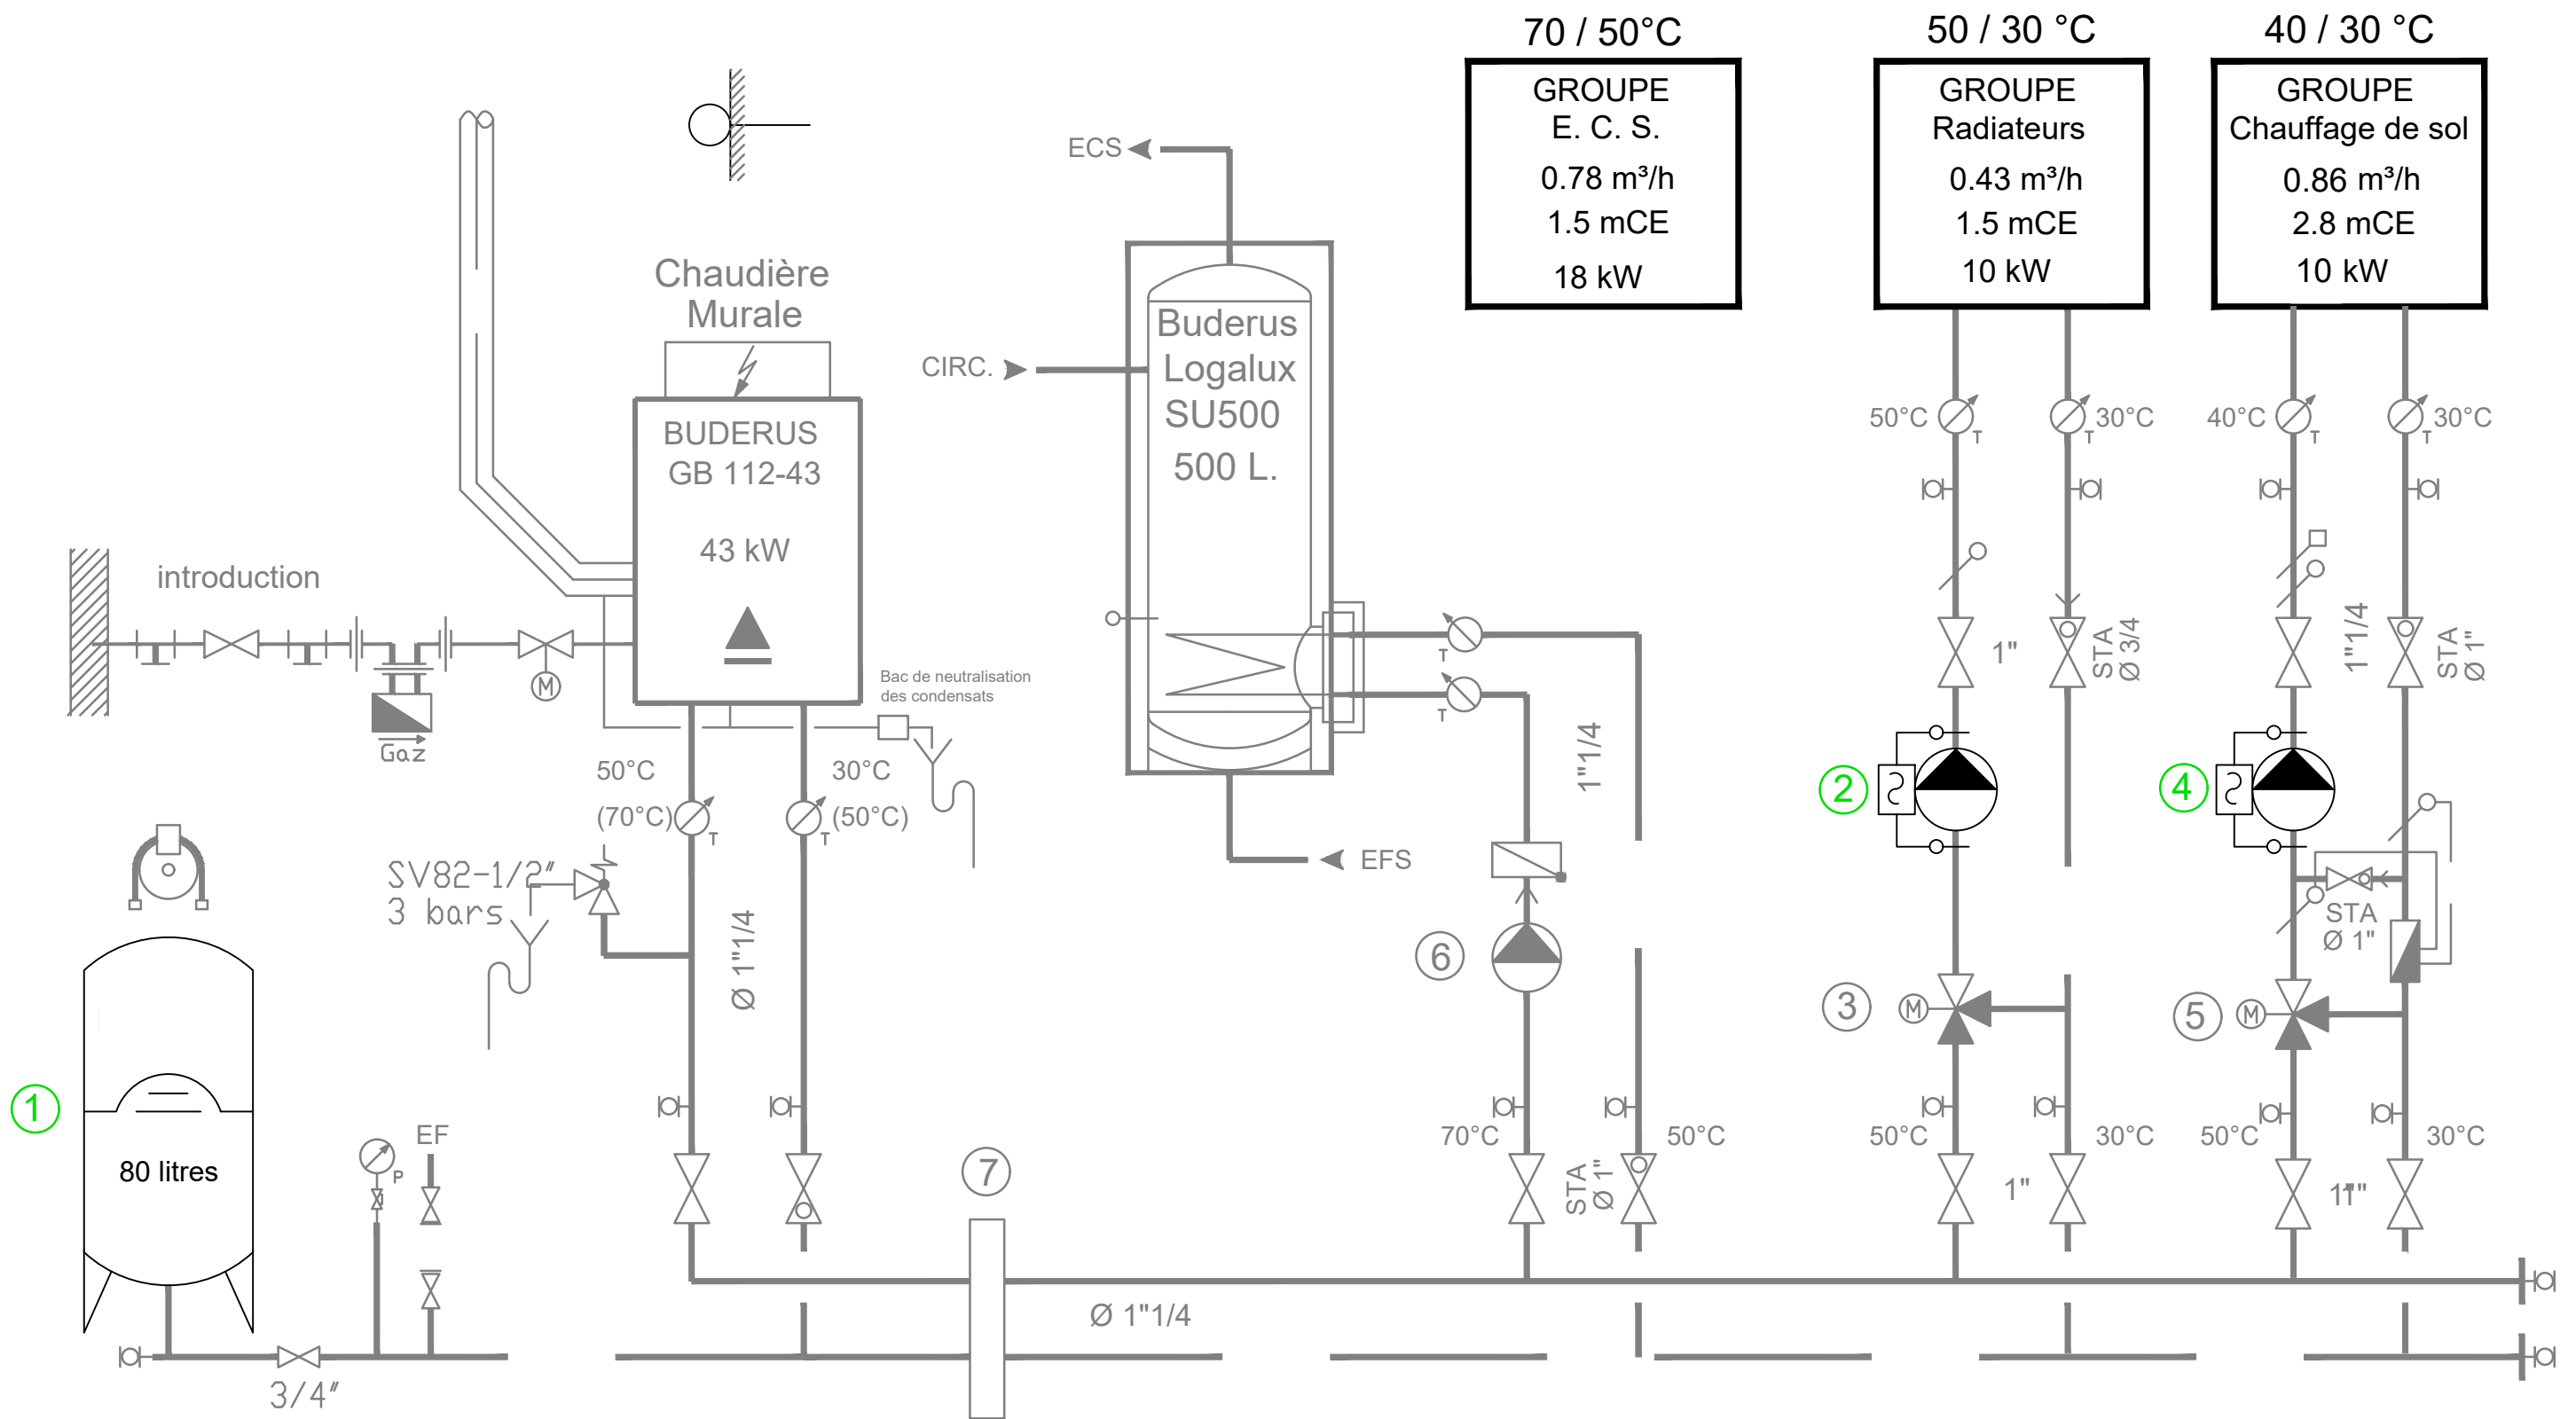 70 / 50°C
50 / 30 °C
40 / 30 °C
GROUPE
E. C. S.
0.78 m³/h
1.5 mCE
18 kW
GROUPE
Radiateurs
0.43 m³/h
1.5 mCE
10 kW
GROUPE
Chauffage de sol
0.86 m³/h
2.8 mCE
10 kW
ECS
CIRC.
Chaudière
Murale
BUDERUS
GB 112-43
43 kW
Buderus
Logalux
SU500
500 L.
introduction
M
Gaz
Bac de neutralisation
des condensats
50°C
(70°C)
T
30°C
(50°C)
T
SV82-1/2"
3 bars
Ø 1"1/4
EFS
T
T
1"1/4
6
70°C
50°C
STA
Ø 1"
50°C
T
30°C
T
40°C
T
30°C
T
1"
STA
Ø 3/4
1"1/4
STA
Ø 1"
2
4
STA
Ø 1"
3
M
5
M
50°C
30°C
50°C
30°C
1"
1
80 litres
P
EF
7
Ø 1"1/4
3/4"